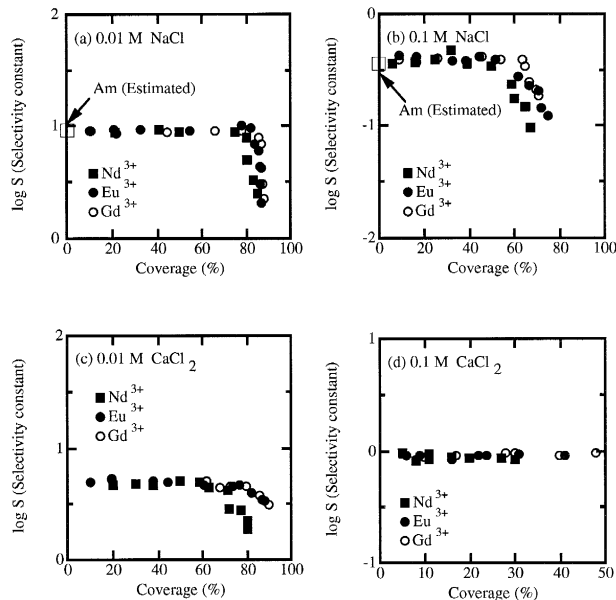 (a) 0.01 M NaCl
Am (Estimated)
Nd 3+
Eu 3+
Gd 3+
log S (Selectivity constant)
2
1
0
0 20 40 60 80 100
Coverage (%)
(b) 0.1 M NaCl
Am (Estimated)
Nd 3+
Eu 3+
Gd 3+
log S (Selectivity constant)
-0
-1
-2
0 20 40 60 80 100
Coverage (%)
(c) 0.01 M CaCl 2
Nd 3+
Eu 3+
Gd 3+
log S (Selectivity constant)
2
1
0
0 20 40 60 80 100
Coverage (%)
(d) 0.1 M CaCl 2
Nd 3+
Eu 3+
Gd 3+
log S (Selectivity constant)
1
-0
-1
0 10 20 30 40 50
Coverage (%)